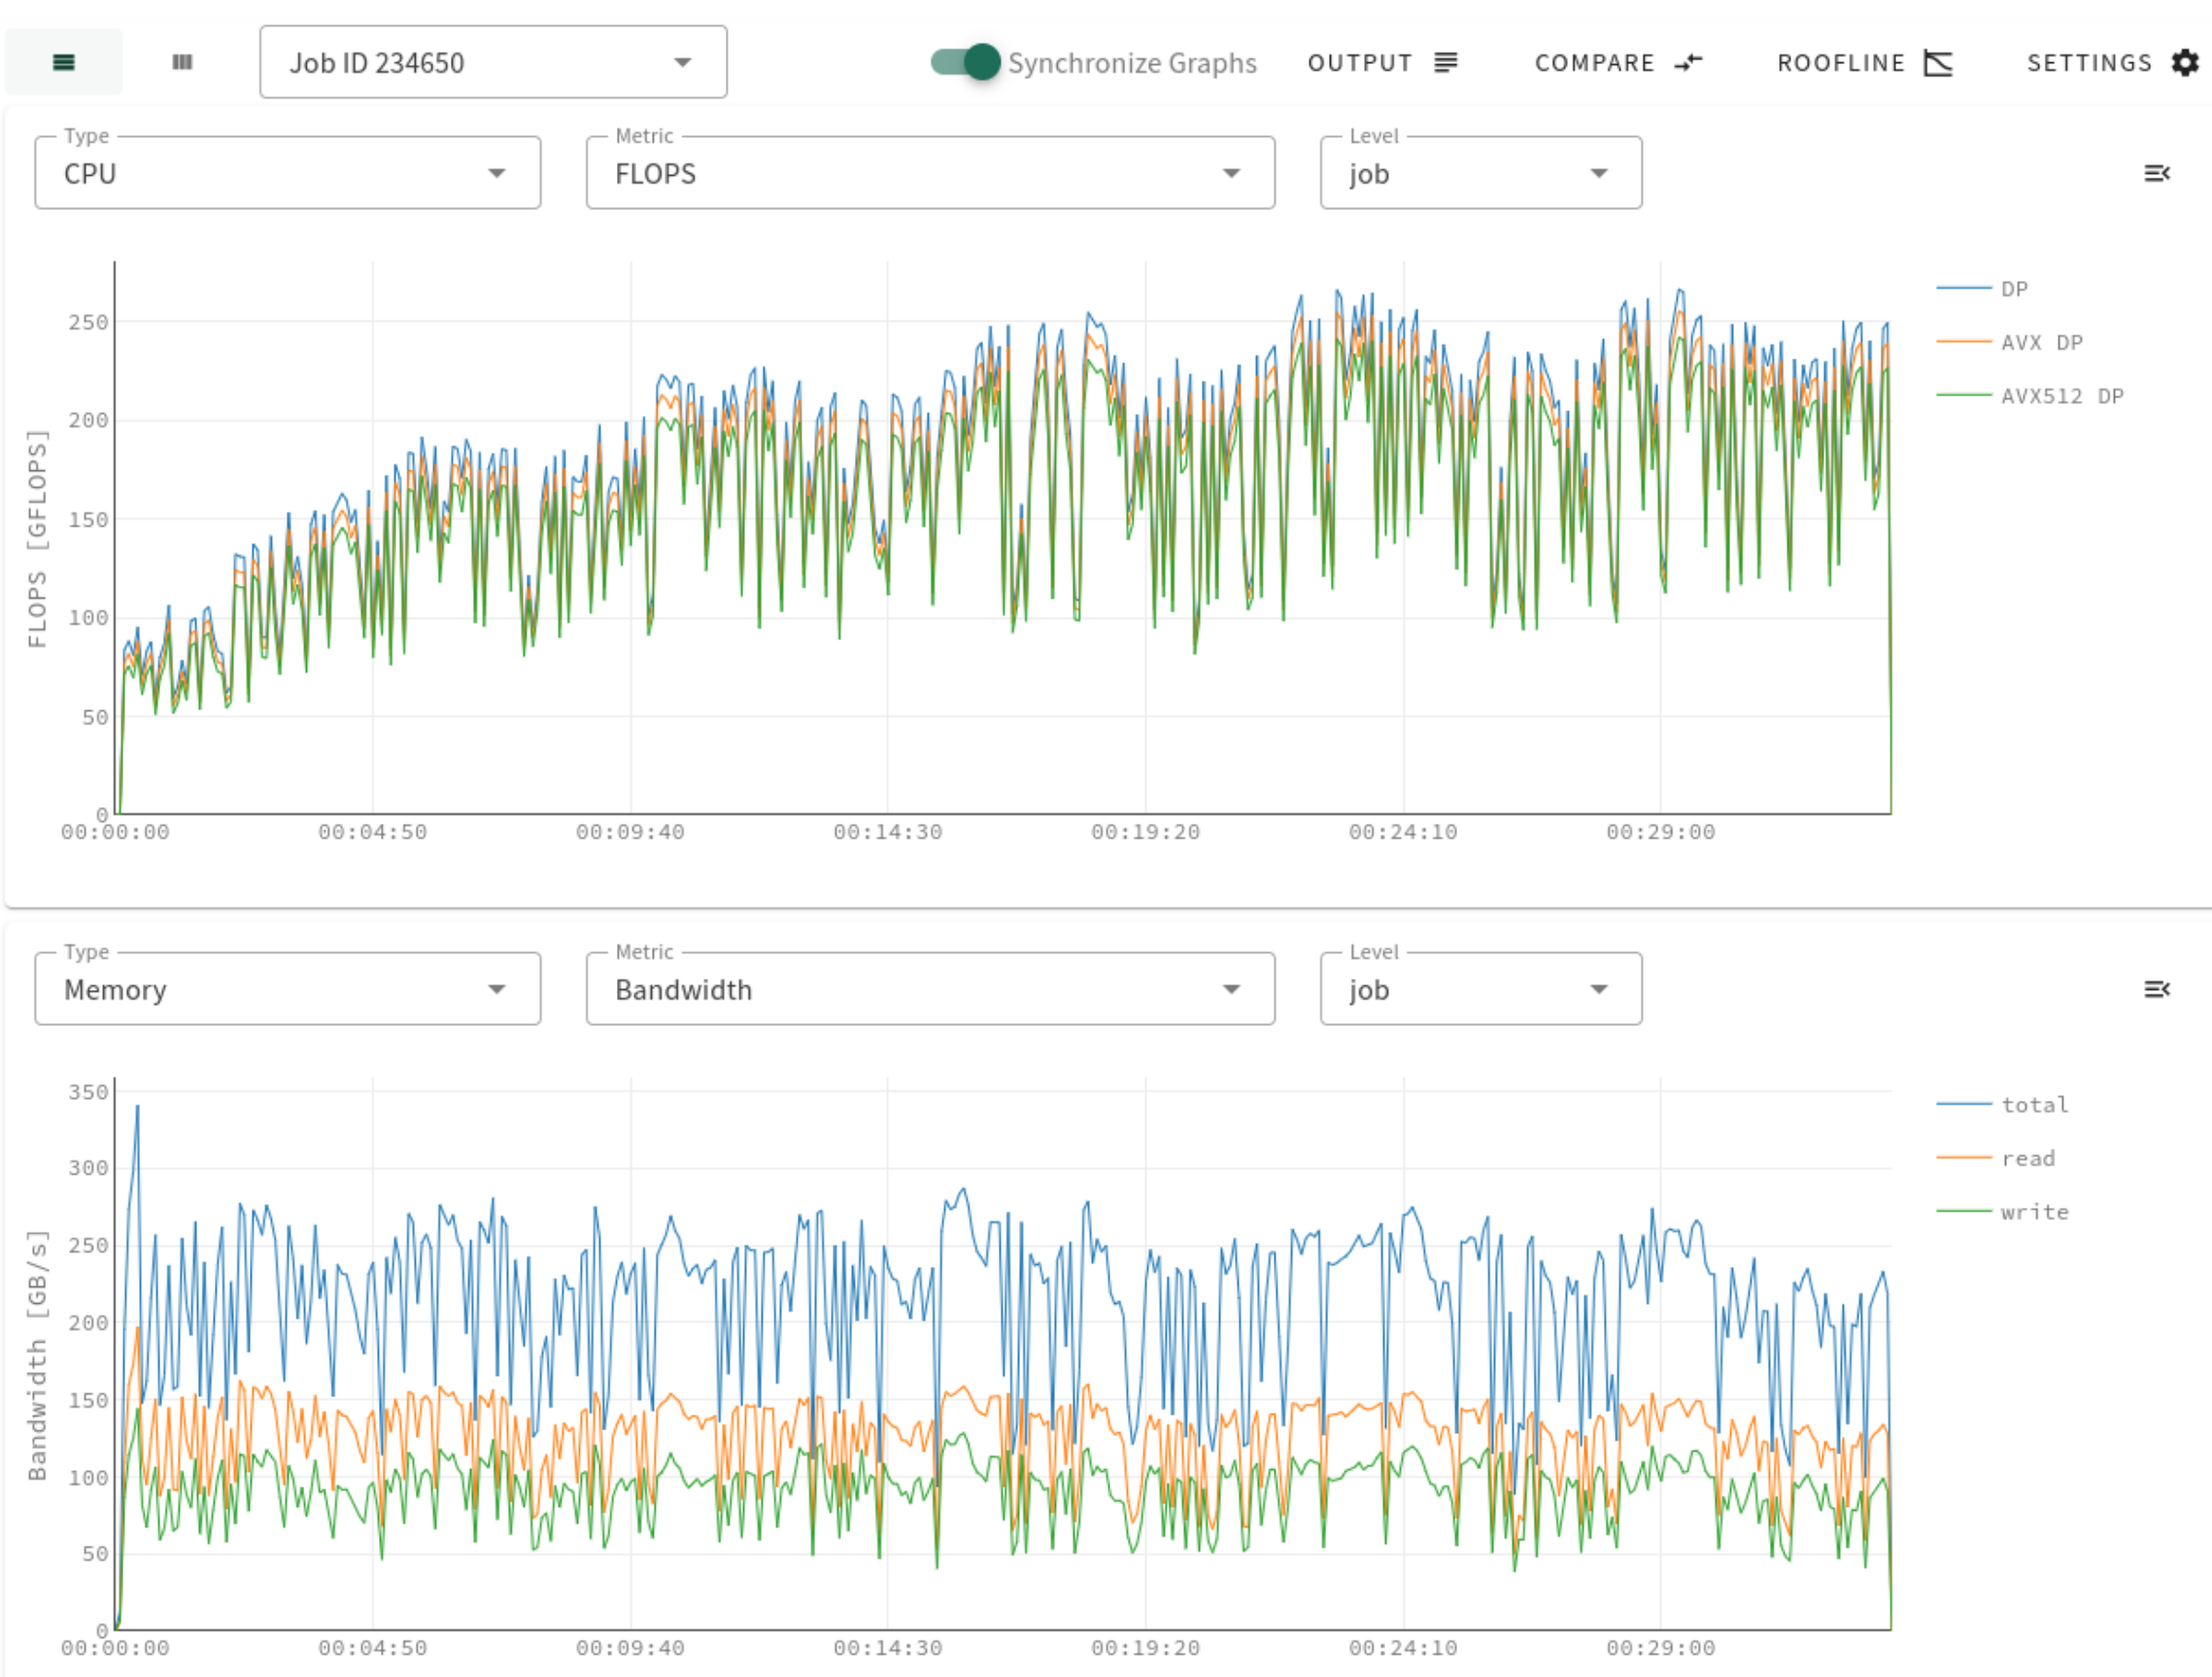 Job ID 234650 Synchronize Graphs OUTPUT COMPARE ROOFLINE SETTINGS
Type Metric Level
CPU FLOPS job
FLOPS [GFLOPS]
250
200
150
100
50
0
00:00:00 00:04:50 00:09:40 00:14:30 00:19:20 00:24:10 00:29:00
DP
AVX DP
AVX512 DP
Type Metric Level
Memory Bandwidth job
Bandwidth [GB/s]
350
300
250
200
150
100
50
0
00:00:00 00:04:50 00:09:40 00:14:30 00:19:20 00:24:10 00:29:00
total
read
write